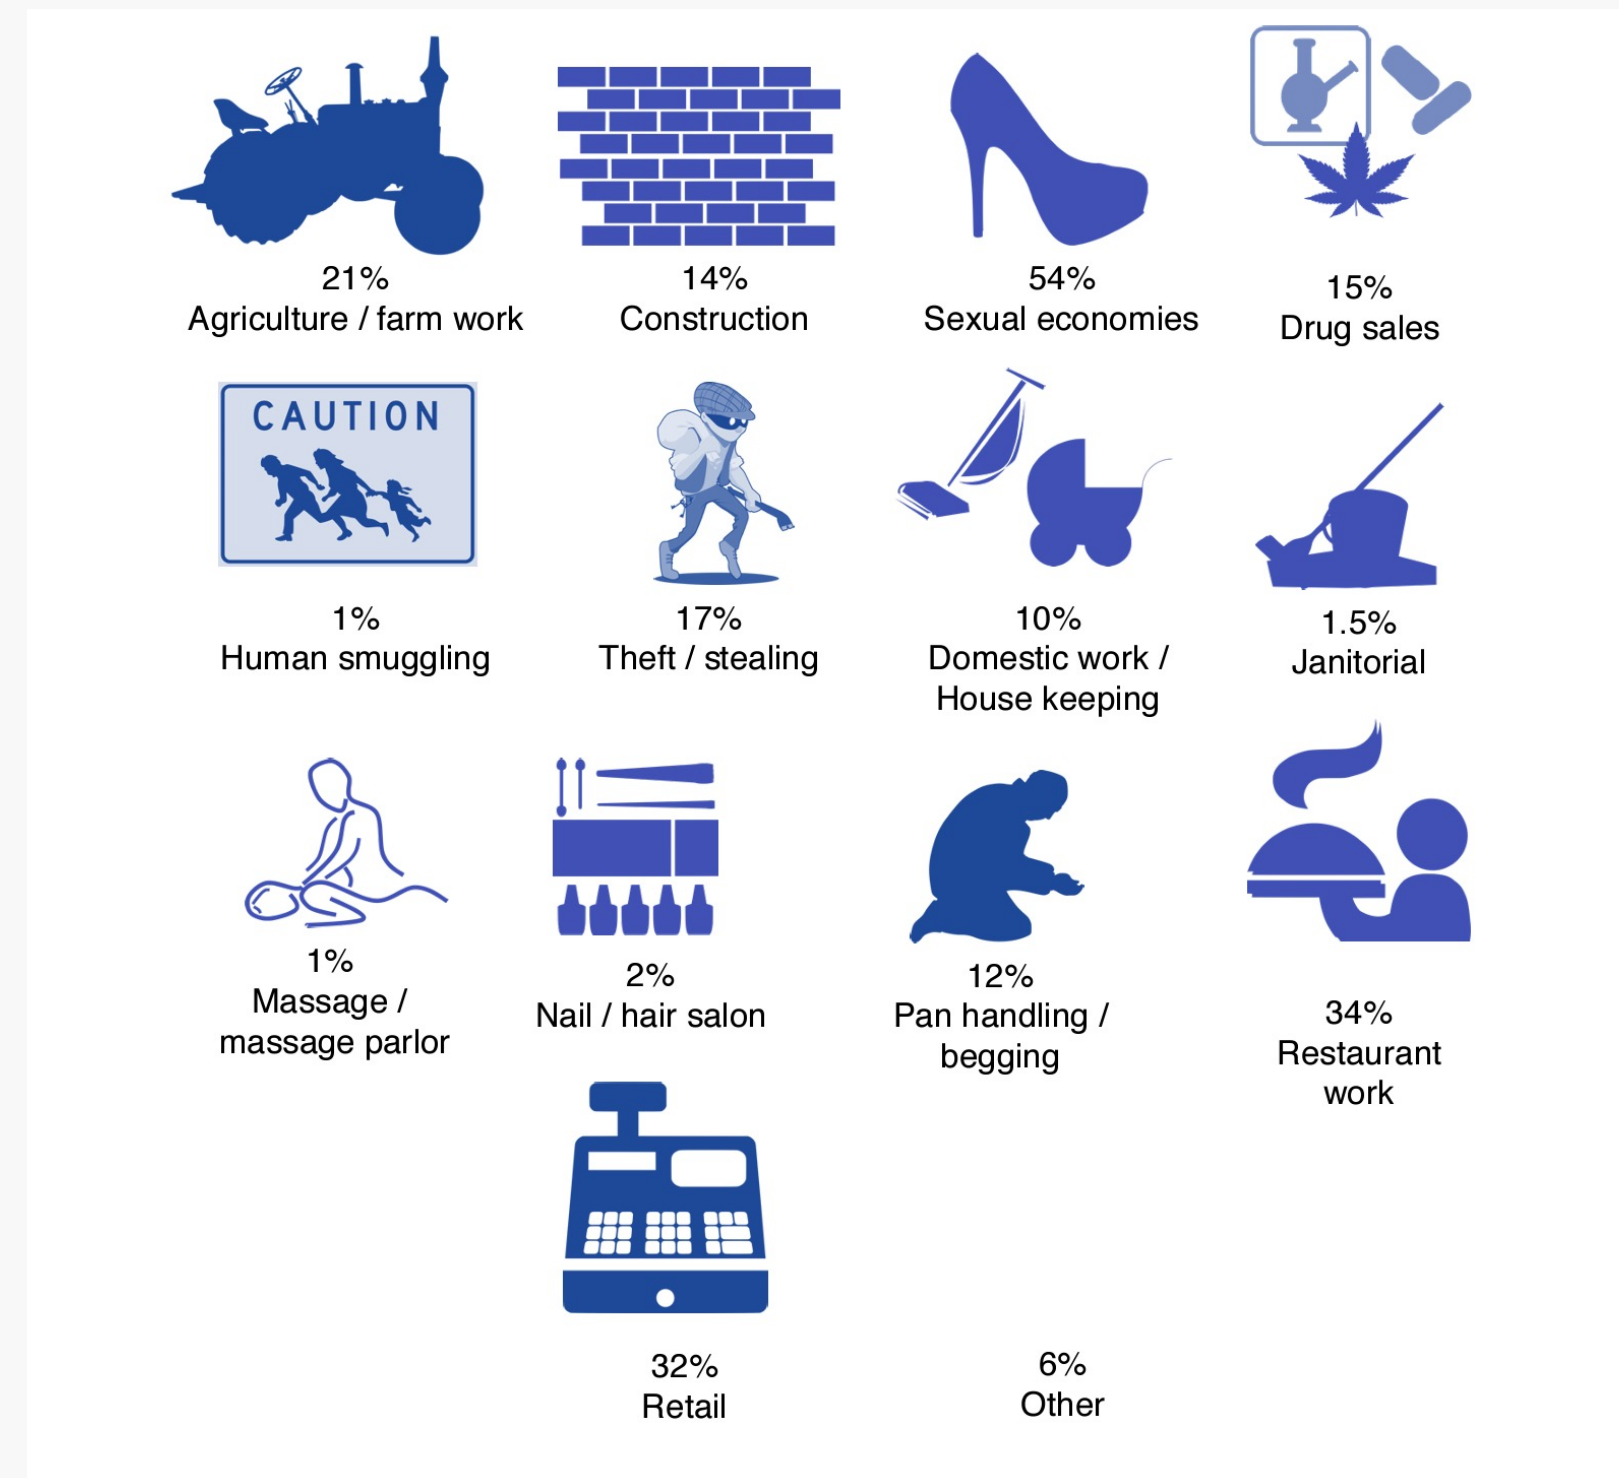 21%
Agriculture / farm work
14%
Construction
54%
Sexual economies
15%
Drug sales
CAUTION
1%
Human smuggling
17%
Theft / stealing
10%
Domestic work /
House keeping
1.5%
Janitorial
1%
Massage /
massage parlor
2%
Nail / hair salon
12%
Pan handling /
begging
34%
Restaurant
work
32%
Retail
6%
Other